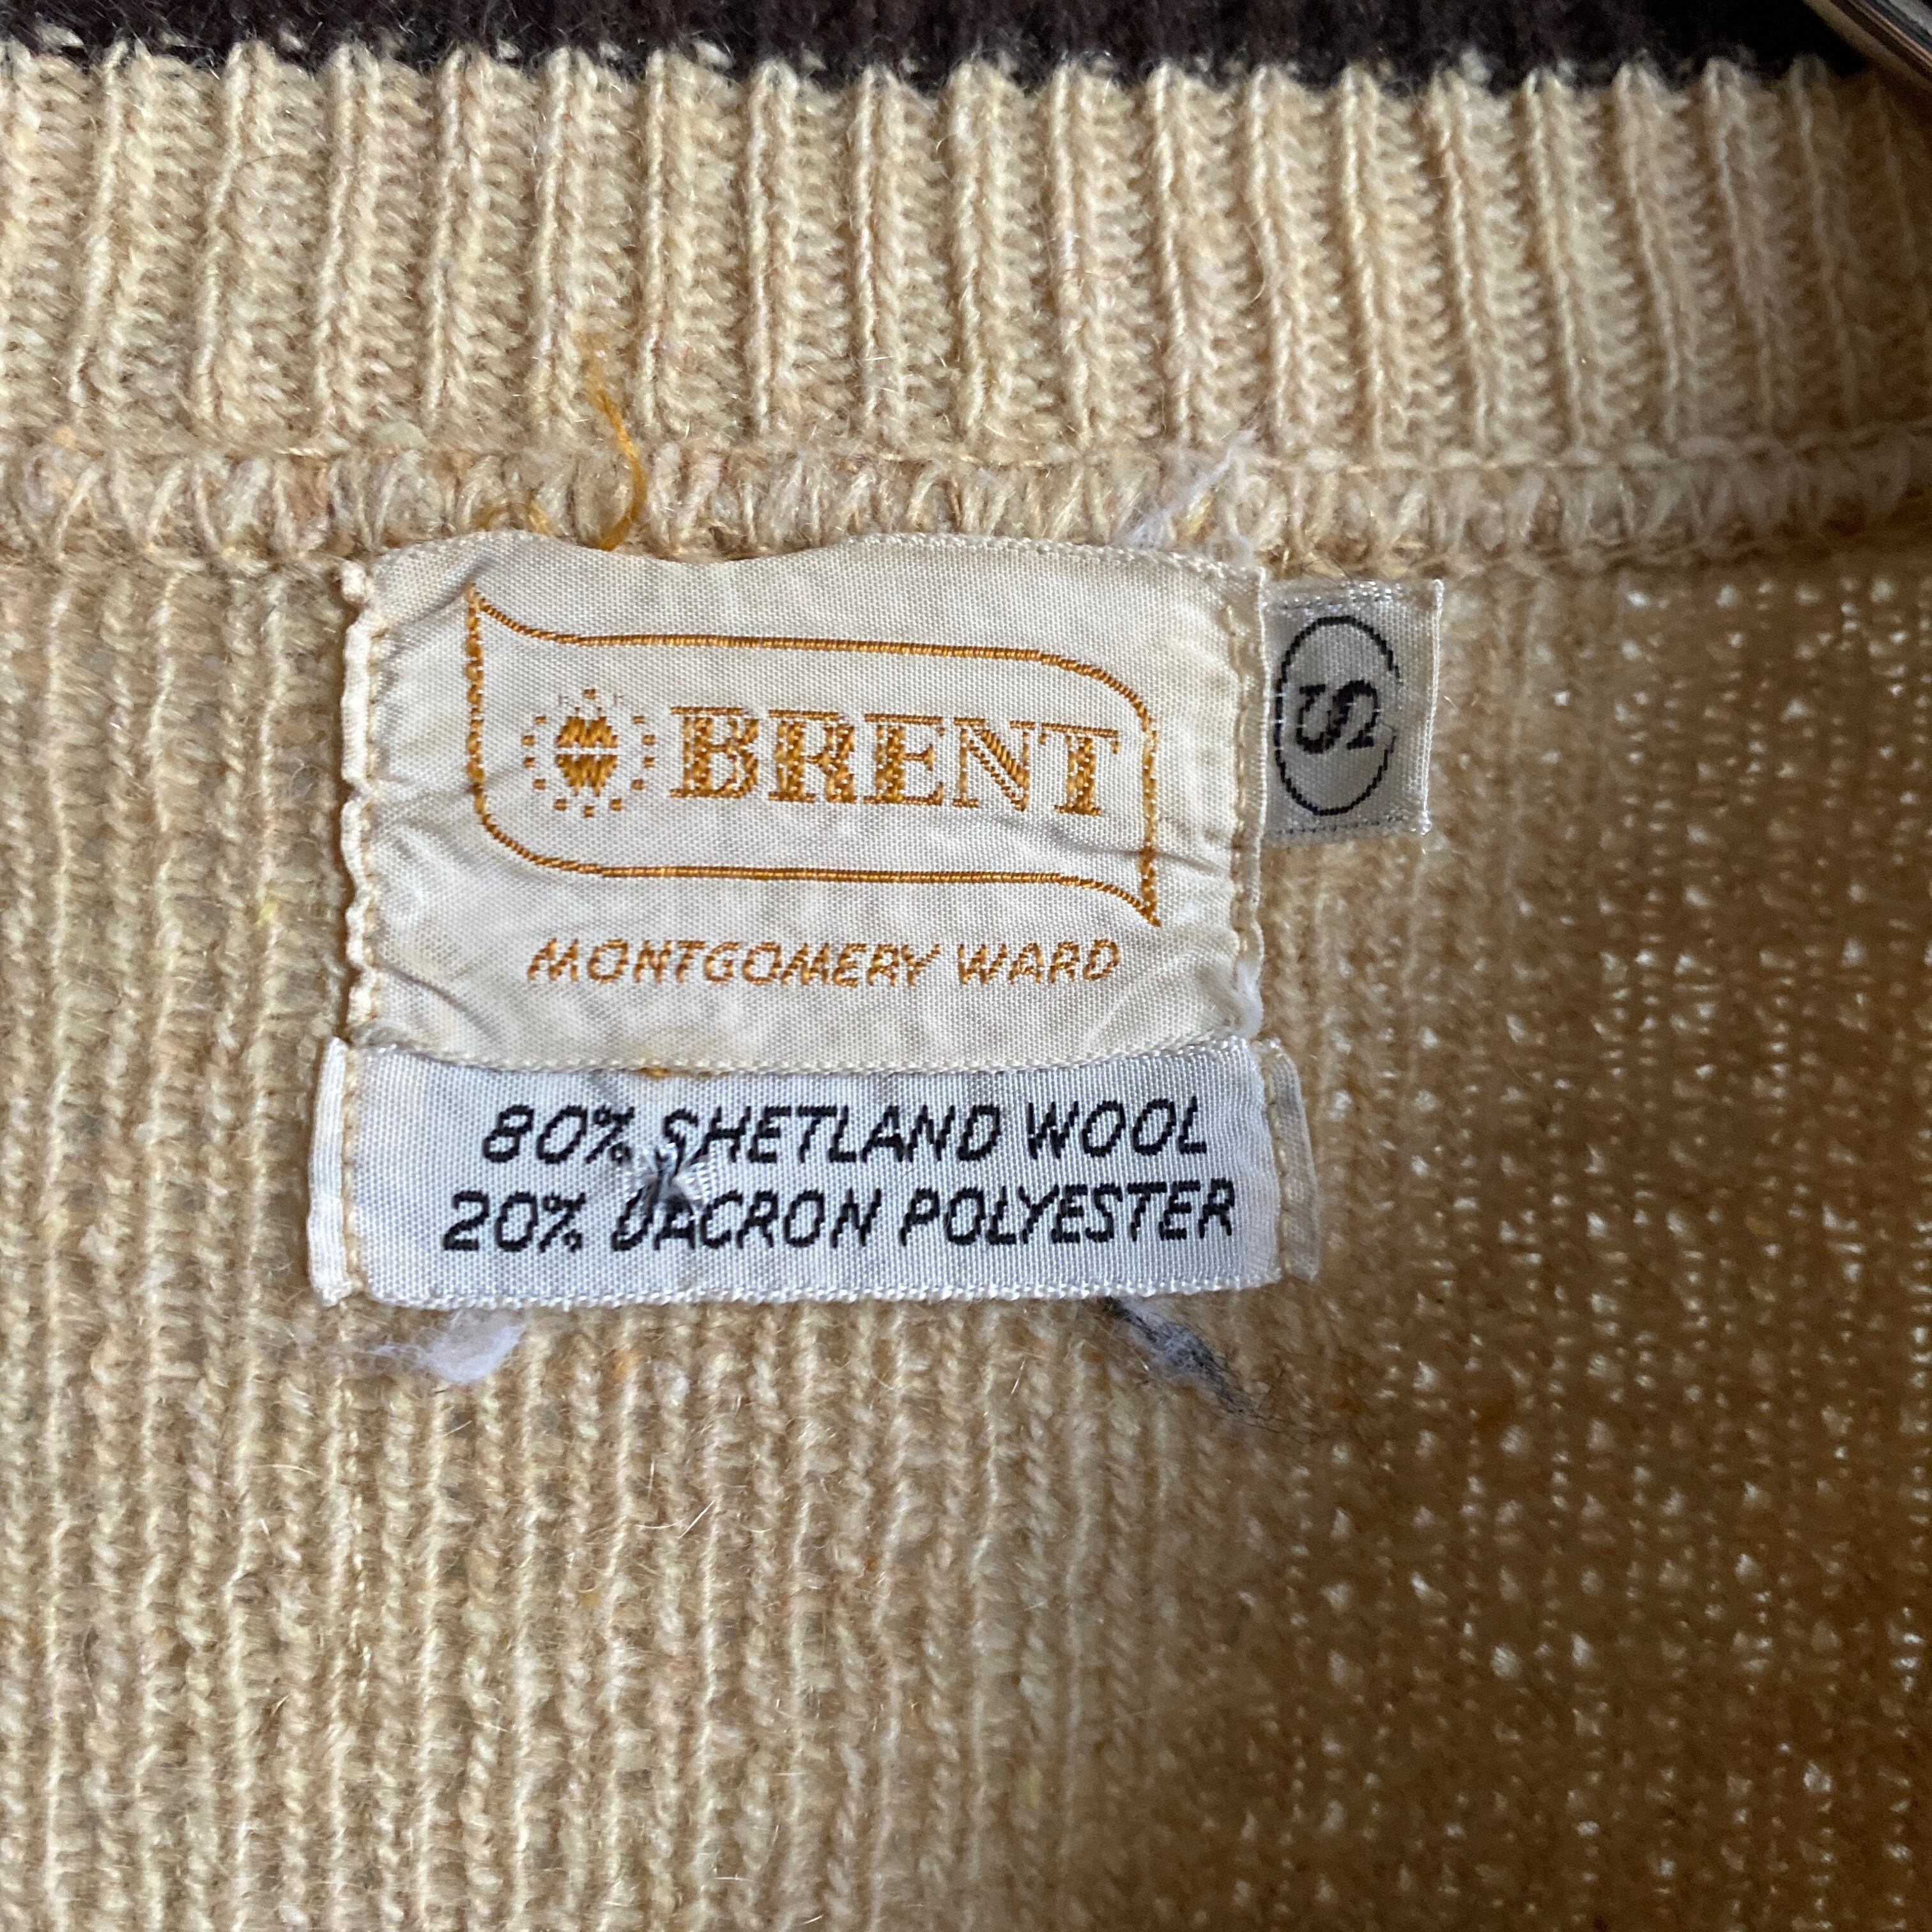 BRENT
S
MONTGOMERY WARD
80% SHETLAND WOOL
20% DACRON POLYESTER